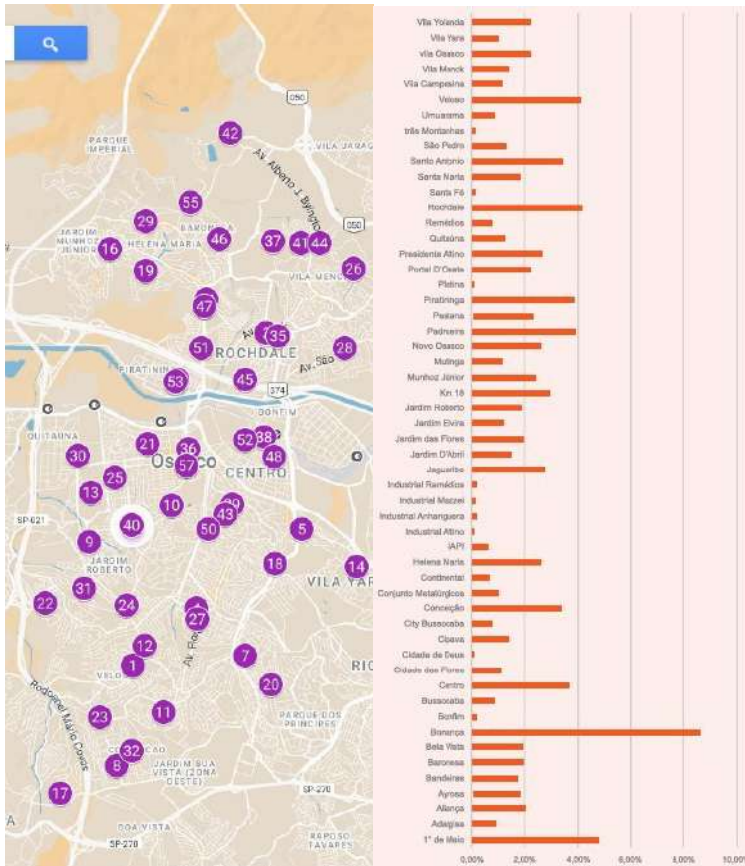 050
42
PARQUE
IMPERIAL
VILA JARAG
Av. Alberto J. Byington
55
29
050
JARDIM
MUNHOZ
JÚNIOR
HELENA MARIA
46
37
41
44
16
19
26
VILA MENCK
47
35
51
ROCHDALE
28
Av. São
PIRATININ
53
45
374
BONFIM
QUITAUNA
21
52
38
30
36
Osasco
48
57
CENTRO
25
13
10
SP-021
40
43
50
5
9
JARDIM
ROBERTO
18
14
VILA YAR
31
22
24
27
12
7
VELO
1
RIO
20
Rodoanel Mário Covas
23
11
PARQUE DOS
PRINCIPES
32
8
JARDIM BOA
VISTA (ZONA
OESTE)
17
SP-270
BOA VISTA
RAPOSO
TAVARES
SP-270
Vila Yolanda
Vila Yara
vila Osasco
Vila Menck
Vila Campesina
Veloso
Umuarama
três Montanhas
São Pedro
Santo Antonio
Santa Maria
Santa Fé
Rochdale
Remédios
Quitaúna
Presidente Altino
Portal D'Oeste
Platina
Piratininga
Pestana
Padroeira
Novo Osasco
Mutinga
Munhoz Júnior
Km 18
Jardim Roberto
Jardim Elvira
Jardim das Flores
Jardim D'Abril
Jaguaribe
Industrial Remédios
Industrial Mazzei
Industrial Anhanguera
Industrial Altino
IAPI
Helena Maria
Continental
Conjunto Metalúrgicos
Conceição
City Bussocaba
Cipava
Cidade de Deus
Cidade das Flores
Centro
Bussocaba
Bonfim
Bonança
Bela Vista
Baronesa
Bandeiras
Ayrosa
Aliança
Adalgisa
1º de Maio
0,00% 2,00% 4,00% 6,00% 8,00%